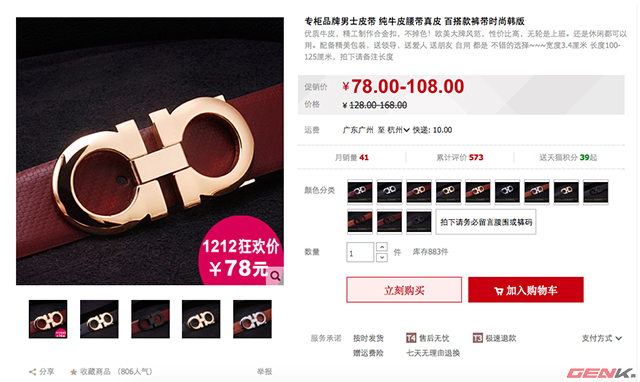 专柜品牌男士皮带 纯牛皮腰带真皮 百搭款裤带时尚韩版
优质牛皮，精工制作合金扣，不掉色！欧美大牌风范，性价比高，无轮是上班。还是休闲都可以
用。配备精美包装，送领导，送爱人 送朋友 自用 都是 不错的选择~~~宽度3.4厘米 长度100-
125厘米，拍下请备注长度
促销价 ¥78.00-108.00
价格 ¥ 128.00-168.00
运费 广东广州 至 杭州 快递: 10.00
月销量 41 累计评价 573 送天猫积分 39起
颜色分类
拍下请务必留言腰围或裤码
数量 1 件 库存883件
立刻购买 加入购物车
服务承诺 按时发货 T4 售后无忧 T3 极速退款 支付方式
赠运费险 七天无理由退换
1212狂欢价
¥78元
分享 收藏商品 (806人气) 举报
GENK